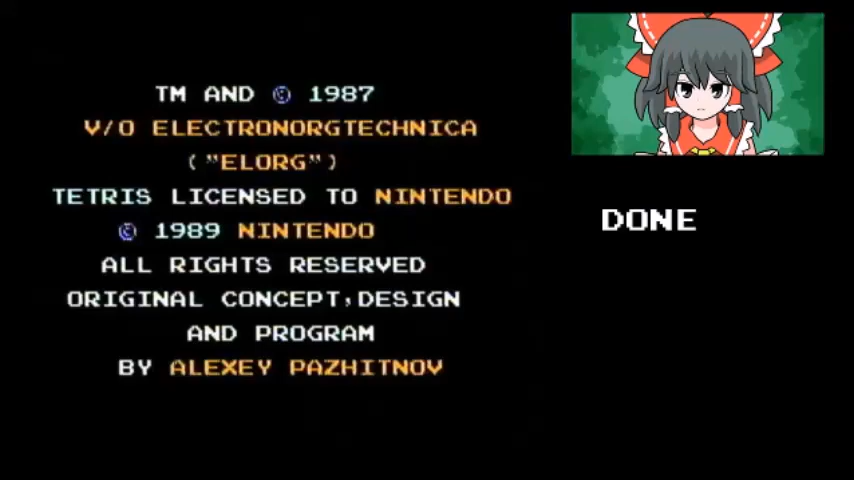 TM AND © 1987
V/O ELECTRONORGTECHNICA
("ELORG")
TETRIS LICENSED TO NINTENDO
© 1989 NINTENDO
ALL RIGHTS RESERVED
ORIGINAL CONCEPT,DESIGN
AND PROGRAM
BY ALEXEY PAZHITNOV
DONE